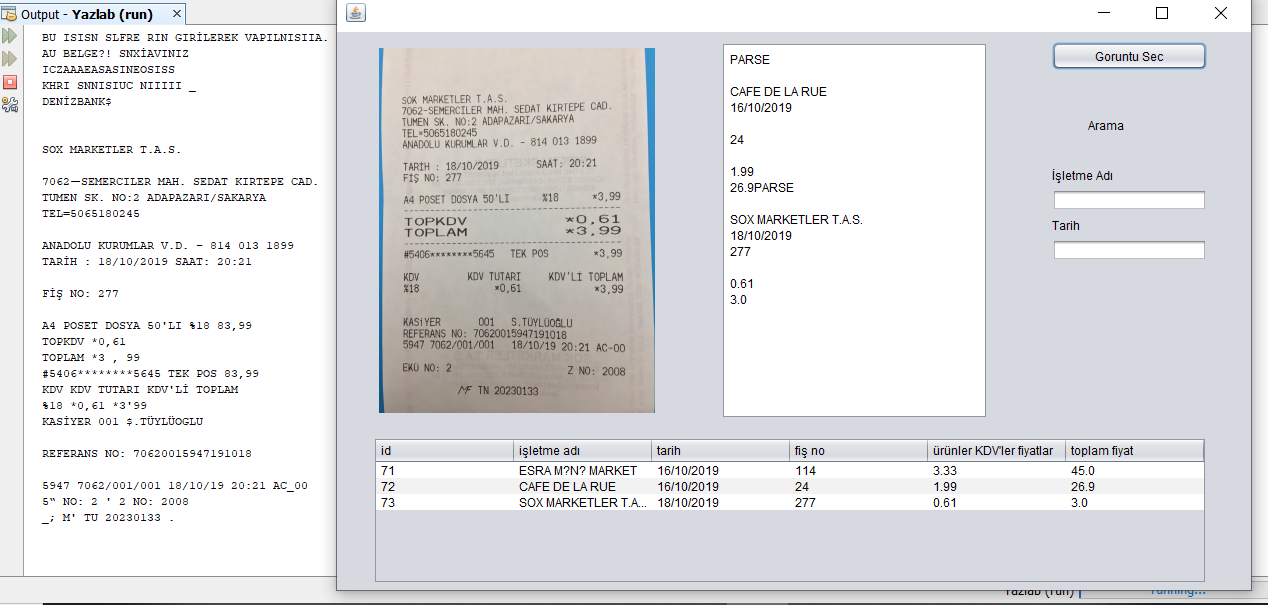 Output - Yazlab (run) ×
BU ISISN SLFRE RIN GIRİLEREK VAPILNISIIA.
AU BELGE?! SNXİAVINIZ
ICZAAAEASASINEOSISS
KHRI SNNISIUC NIIIII _
DENİZBANK$
SOX MARKETLER T.A.S.
7062—SEMERCILER MAH. SEDAT KIRTEPE CAD.
TUMEN SK. NO:2 ADAPAZARI/SAKARYA
TEL=5065180245
ANADOLU KURUMLAR V.D. - 814 013 1899
TARİH : 18/10/2019 SAAT: 20:21
FİŞ NO: 277
A4 POSET DOSYA 50'LI %18 83,99
TOPKDV *0,61
TOPLAM *3 , 99
#5406********5645 TEK POS 83,99
KDV KDV TUTARI KDV'Lİ TOPLAM
%18 *0,61 *3'99
KASİYER 001 $.TÜYLÜOGLU
REFERANS NO: 70620015947191018
5947 7062/001/001 18/10/19 20:21 AC_00
5“ NO: 2 ' 2 NO: 2008
_; M' TU 20230133 .
SOK MARKETLER T.A.S.
7062-SEMERCILER MAH. SEDAT KIRTEPE CAD.
TUMEN SK. NO:2 ADAPAZARI/SAKARYA
TEL=5065180245
ANADOLU KURUMLAR V.D. - 814 013 1899
TARİH : 18/10/2019 SAAT: 20:21
FİŞ NO: 277
A4 POSET DOSYA 50'LI %18 *3,99
TOPKDV *0,61
TOPLAM *3,99
#5406********5645 TEK POS *3,99
KDV KDV TUTARI KDV'Lİ TOPLAM
%18 *0,61 *3,99
KASİYER 001 S.TÜYLÜOĞLU
REFERANS NO: 70620015947191018
5947 7062/001/001 18/10/19 20:21 AC-00
EKÜ NO: 2 Z NO: 2008
MF TN 20230133
PARSE
CAFE DE LA RUE
16/10/2019
24
1.99
26.9PARSE
SOX MARKETLER T.A.S.
18/10/2019
277
0.61
3.0
Goruntu Sec
Arama
İşletme Adı
Tarih
id işletme adı tarih fiş no ürünler KDV'ler fiyatlar toplam fiyat
71 ESRA M?N? MARKET 16/10/2019 114 3.33 45.0
72 CAFE DE LA RUE 16/10/2019 24 1.99 26.9
73 SOX MARKETLER T.A... 18/10/2019 277 0.61 3.0
Yazlab (run) running...